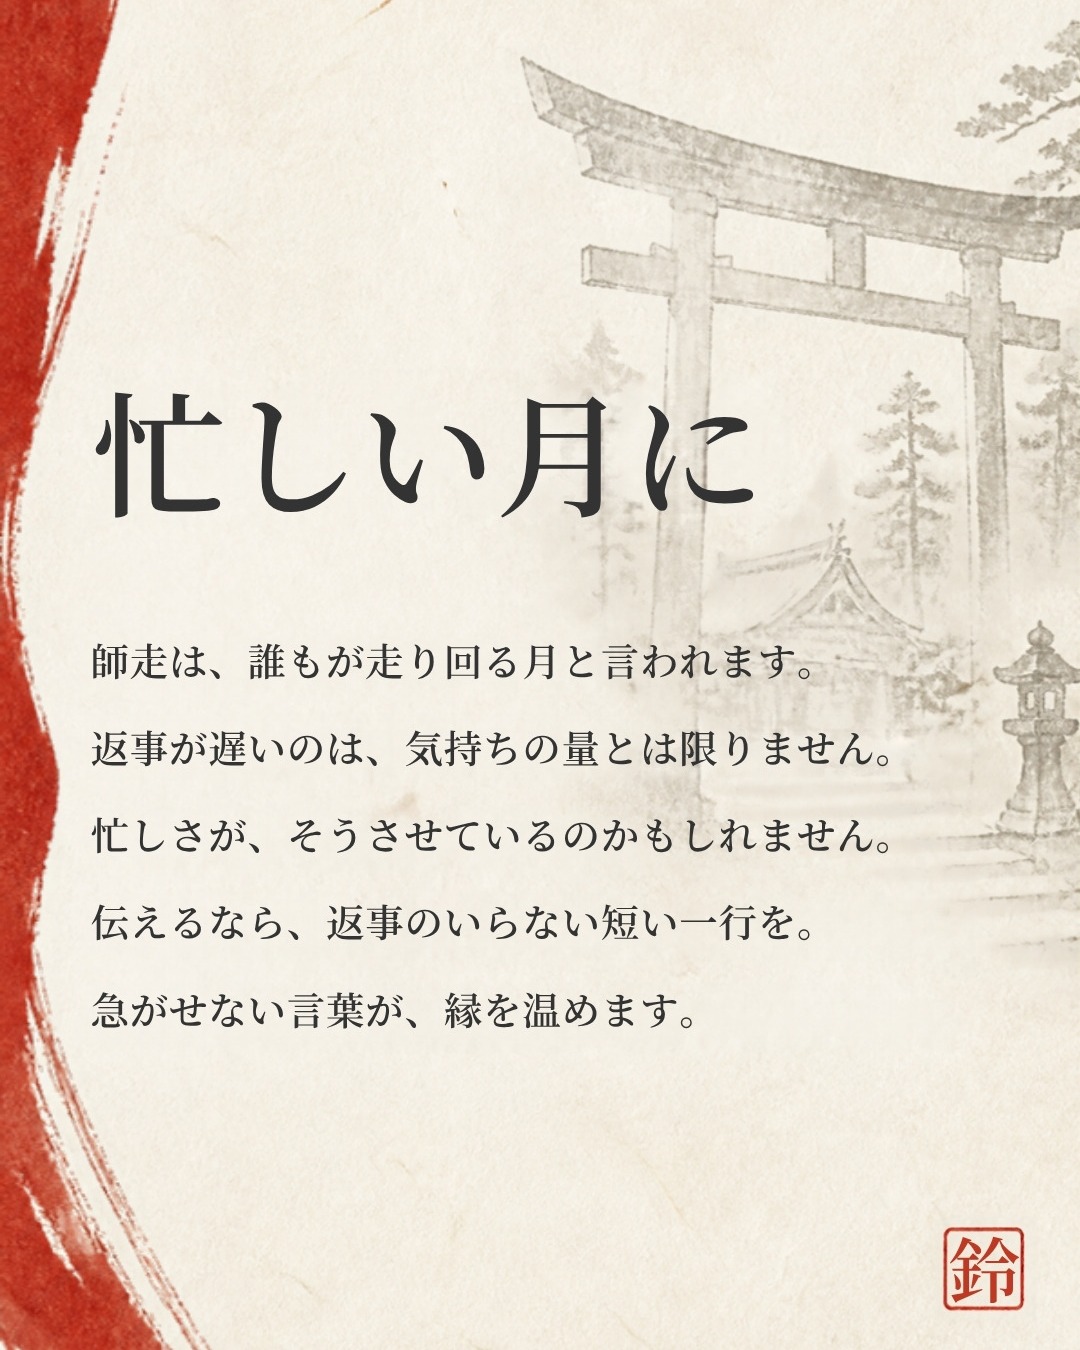 忙しい月に
師走は、誰もが走り回る月と言われます。
返事が遅いのは、気持ちの量とは限りません。
忙しさが、そうさせているのかもしれません。
伝えるなら、返事のいらない短い一行を。
急がせない言葉が、縁を温めます。
鈴